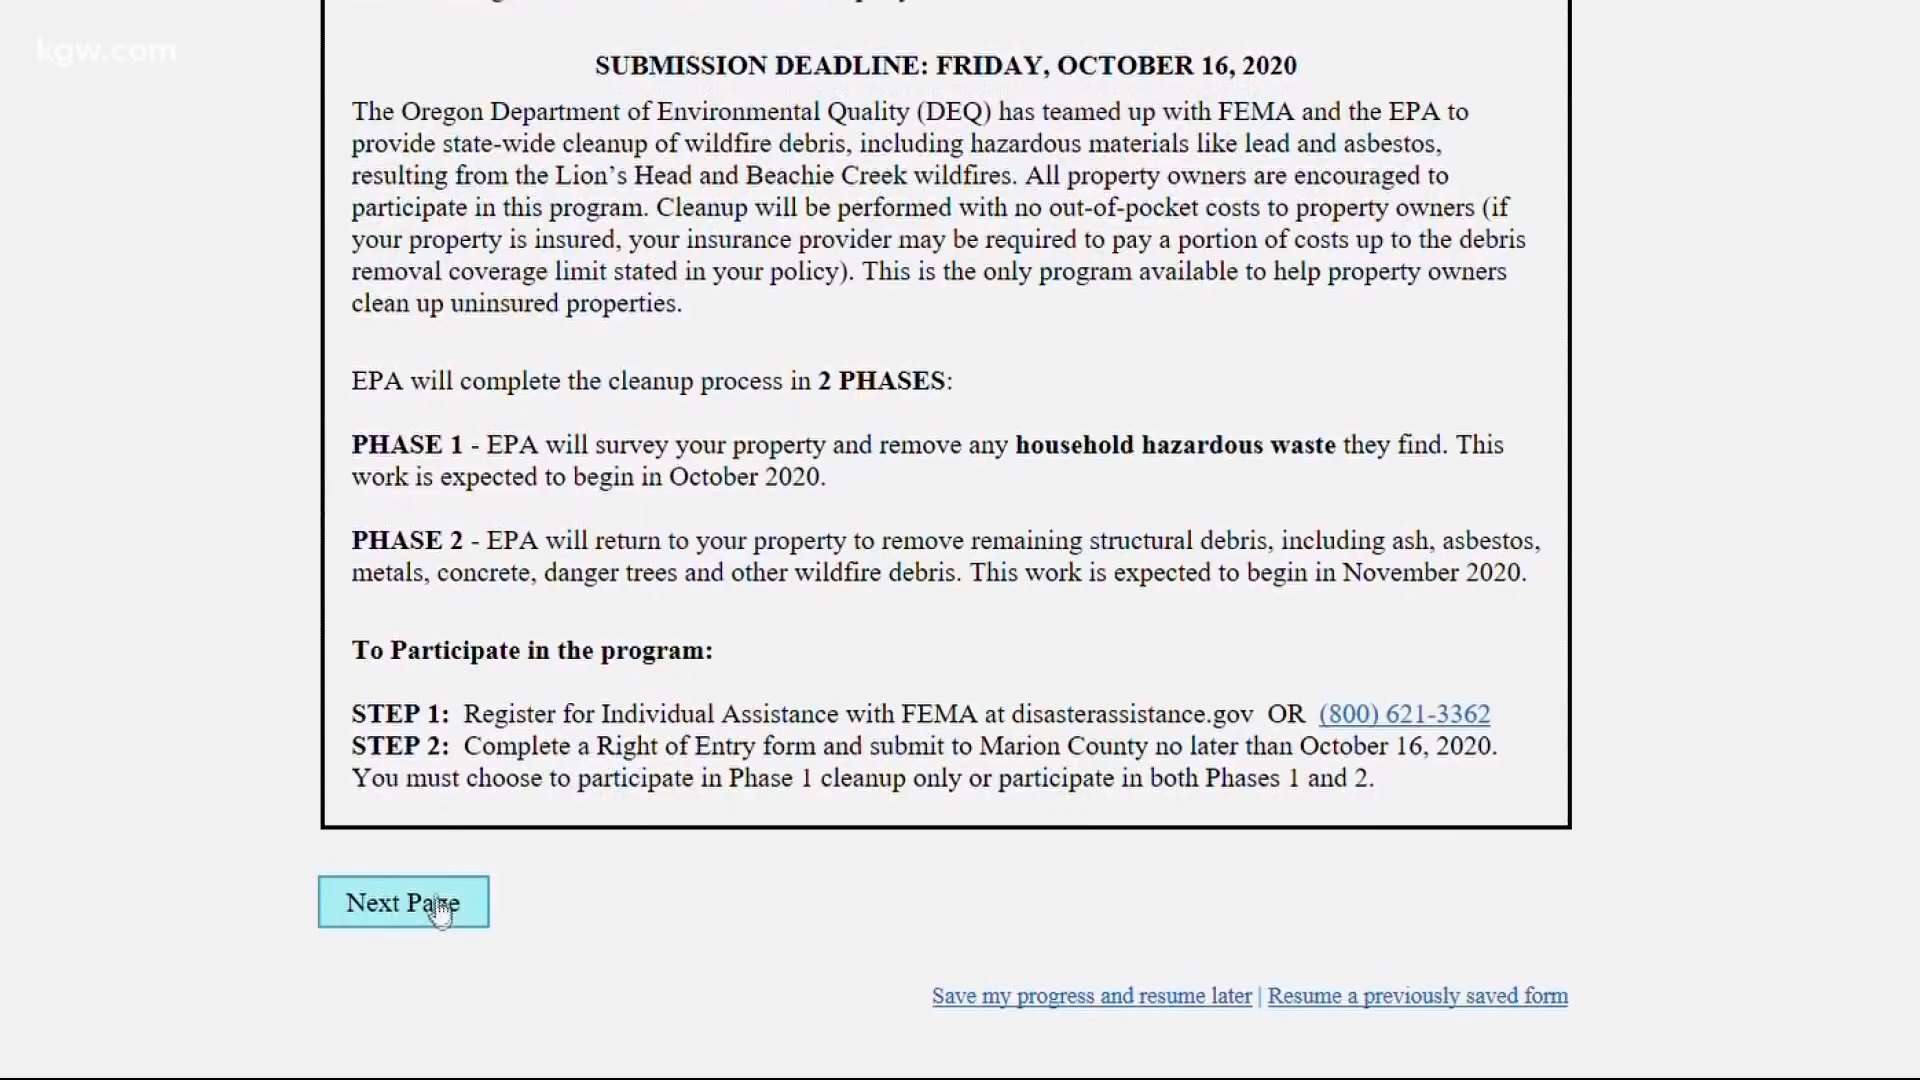 kgw.com
SUBMISSION DEADLINE: FRIDAY, OCTOBER 16, 2020
The Oregon Department of Environmental Quality (DEQ) has teamed up with FEMA and the EPA to
provide state-wide cleanup of wildfire debris, including hazardous materials like lead and asbestos,
resulting from the Lion’s Head and Beachie Creek wildfires. All property owners are encouraged to
participate in this program. Cleanup will be performed with no out-of-pocket costs to property owners (if
your property is insured, your insurance provider may be required to pay a portion of costs up to the debris
removal coverage limit stated in your policy). This is the only program available to help property owners
clean up uninsured properties.
EPA will complete the cleanup process in 2 PHASES:
PHASE 1 - EPA will survey your property and remove any household hazardous waste they find. This
work is expected to begin in October 2020.
PHASE 2 - EPA will return to your property to remove remaining structural debris, including ash, asbestos,
metals, concrete, danger trees and other wildfire debris. This work is expected to begin in November 2020.
To Participate in the program:
STEP 1: Register for Individual Assistance with FEMA at disasterassistance.gov OR (800) 621-3362
STEP 2: Complete a Right of Entry form and submit to Marion County no later than October 16, 2020.
You must choose to participate in Phase 1 cleanup only or participate in both Phases 1 and 2.
Next Page
Save my progress and resume later | Resume a previously saved form